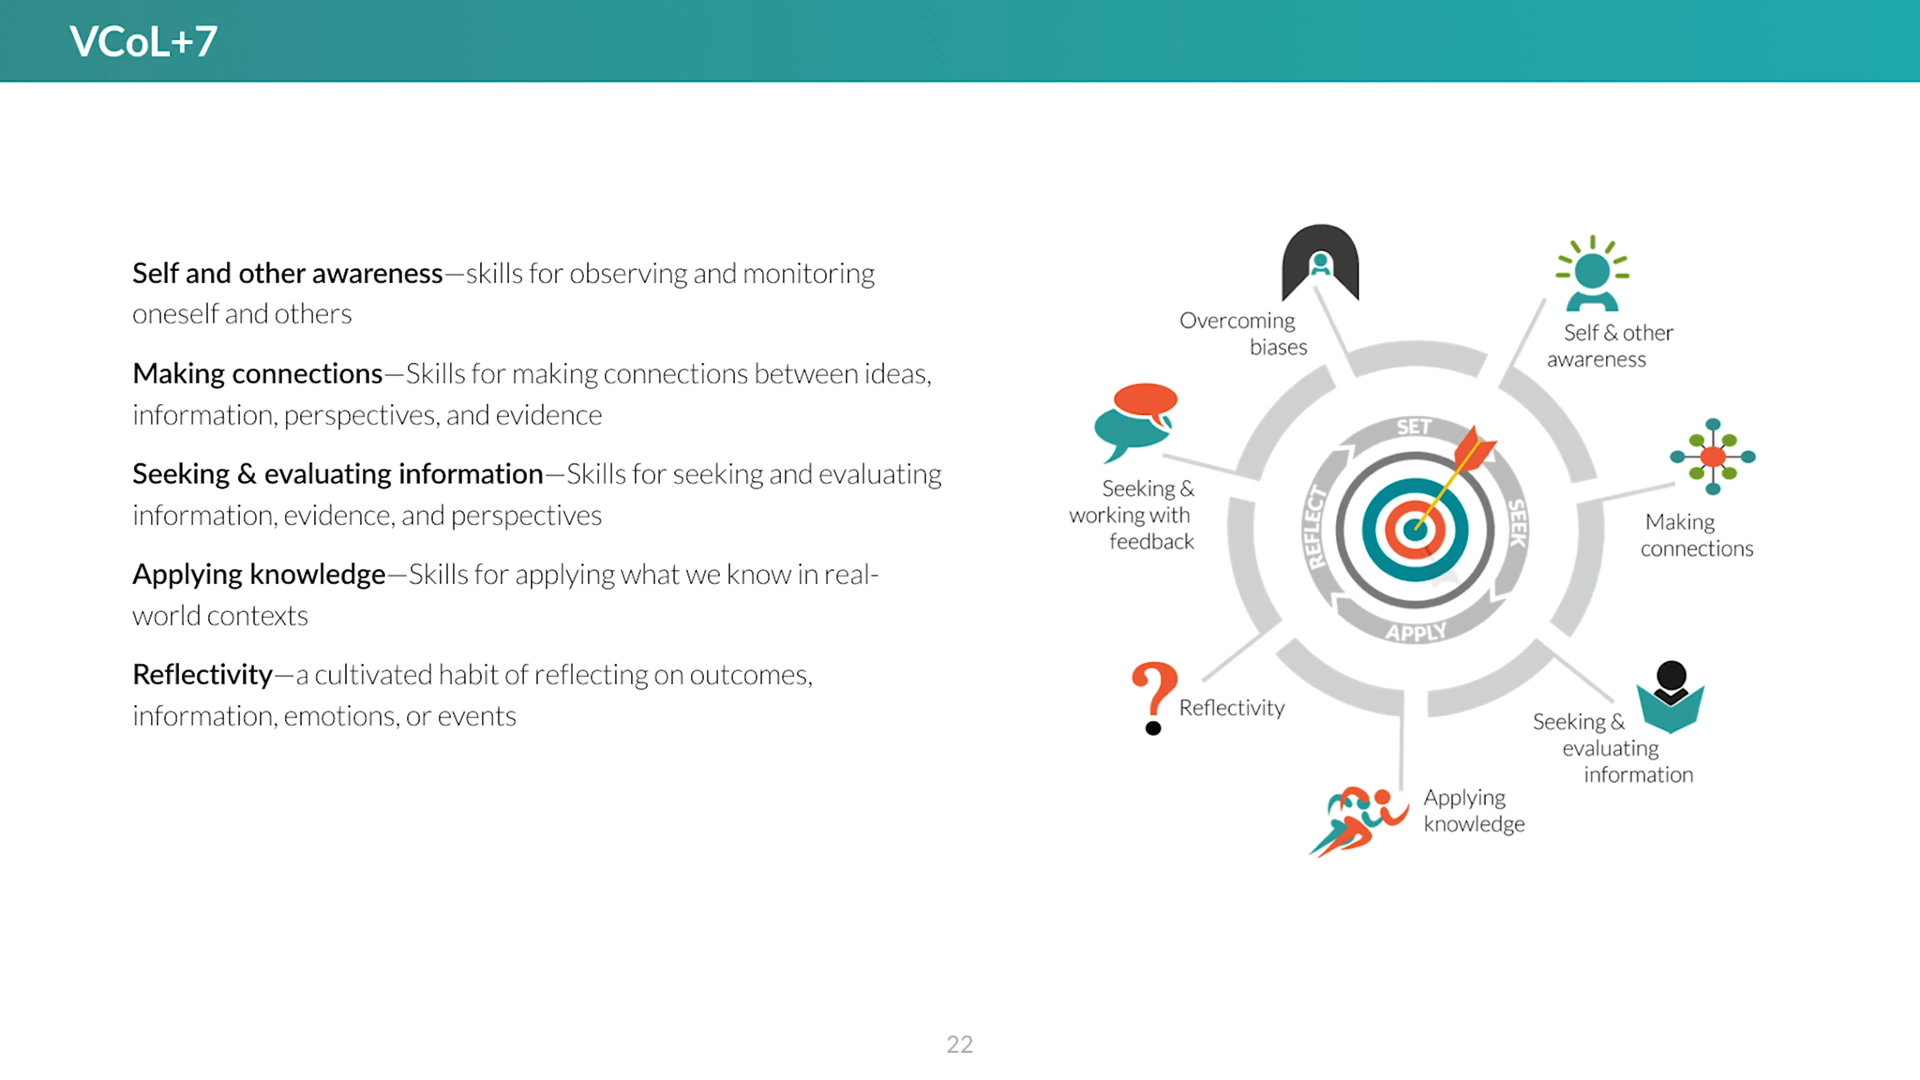 VCoL+7
Self and other awareness—skills for observing and monitoring
oneself and others
Making connections—Skills for making connections between ideas,
information, perspectives, and evidence
Seeking & evaluating information—Skills for seeking and evaluating
information, evidence, and perspectives
Applying knowledge—Skills for applying what we know in real-
world contexts
Reflectivity—a cultivated habit of reflecting on outcomes,
information, emotions, or events
Overcoming
biases
Self & other
awareness
Seeking &
working with
feedback
Making
connections
SET
SEEK
APPLY
REFLECT
Reflectivity
Seeking &
evaluating
information
Applying
knowledge
22